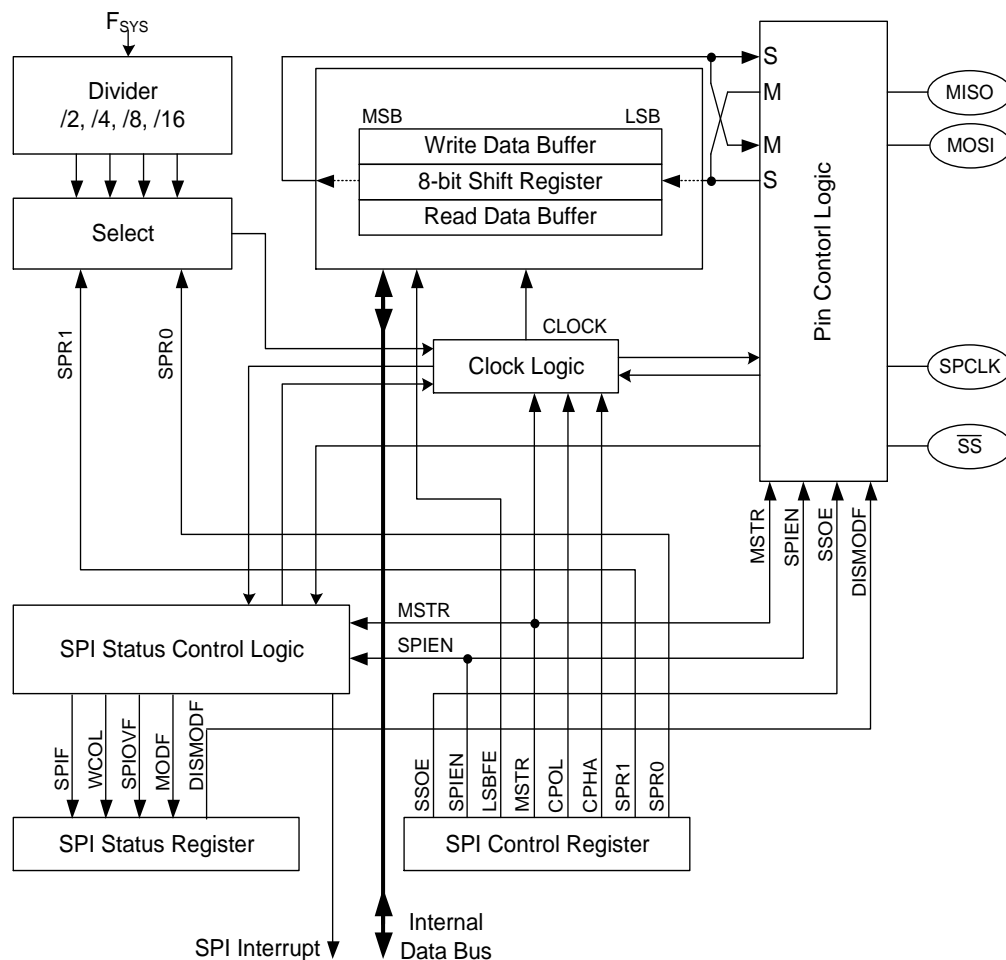 FSYS
Divider
/2, /4, /8, /16
Select
MSB
LSB
Write Data Buffer
8-bit Shift Register
Read Data Buffer
S
M
M
S
Pin Contorl Logic
MISO
MOSI
SPCLK
SS
SPR1
SPR0
CLOCK
Clock Logic
MSTR
SPIEN
SSOE
DISMODF
SPI Status Control Logic
MSTR
SPIEN
SPIF
WCOL
SPIOVF
MODF
DISMODF
SSOE
SPIEN
LSBFE
MSTR
CPOL
CPHA
SPR1
SPR0
SPI Status Register
SPI Control Register
SPI Interrupt
Internal
Data Bus